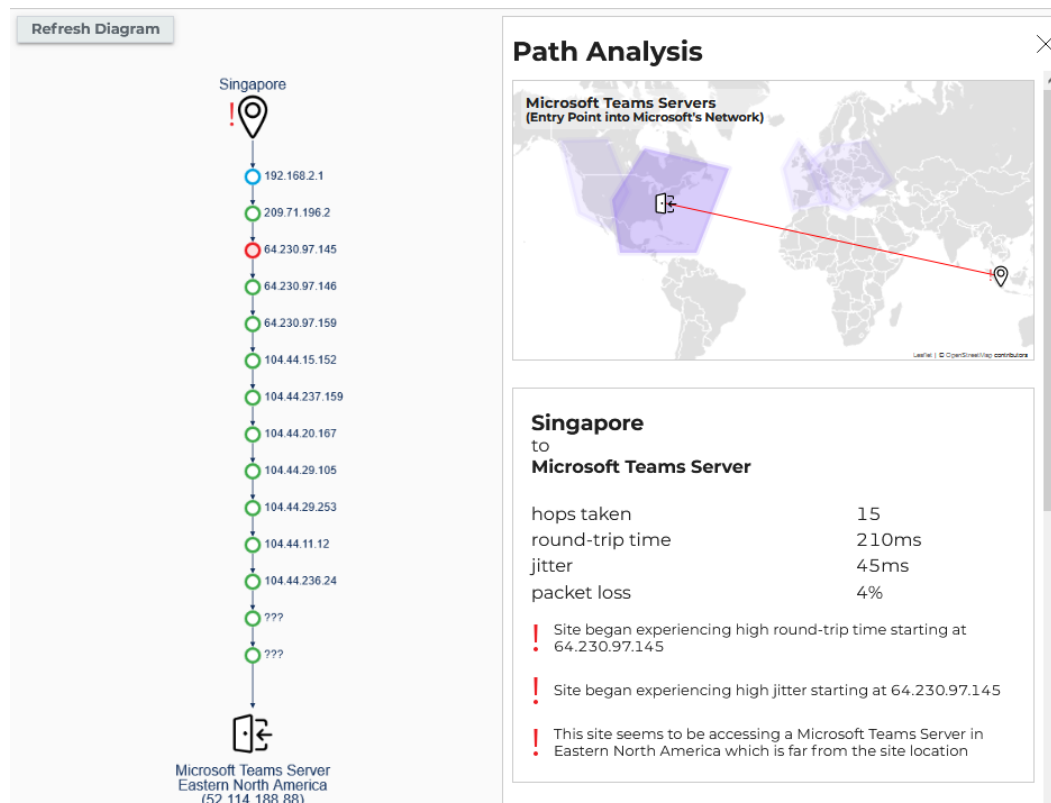 Refresh Diagram
Singapore
!
192.168.2.1
209.71.196.2
64.230.97.145
64.230.97.146
64.230.97.159
104.44.15.152
104.44.237.159
104.44.20.167
104.44.29.105
104.44.29.253
104.44.11.12
104.44.236.24
???
???
Microsoft Teams Server
Eastern North America
(52.114.188.88)
Path Analysis
Microsoft Teams Servers
(Entry Point into Microsoft's Network)
!
Leaflet | © OpenStreetMap contributors
Singapore
to
Microsoft Teams Server
hops taken 15
round-trip time 210ms
jitter 45ms
packet loss 4%
! Site began experiencing high round-trip time starting at
64.230.97.145
! Site began experiencing high jitter starting at 64.230.97.145
! This site seems to be accessing a Microsoft Teams Server in
Eastern North America which is far from the site location